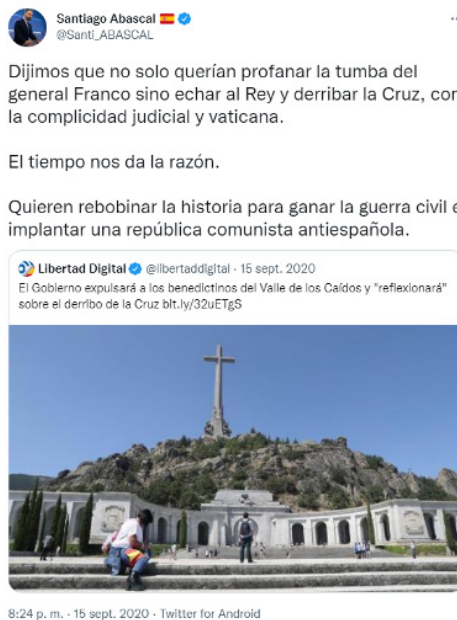 Santiago Abascal
@Santi_ABASCAL
Dijimos que no solo querían profanar la tumba del
general Franco sino echar al Rey y derribar la Cruz, con
la complicidad judicial y vaticana.
El tiempo nos da la razón.
Quieren rebobinar la historia para ganar la guerra civil e
implantar una república comunista antiespañola.
Libertad Digital @libertaddigital · 15 sept. 2020
El Gobierno expulsará a los benedictinos del Valle de los Caídos y "reflexionará"
sobre el derribo de la Cruz bit.ly/32uETgS
8:24 p. m. · 15 sept. 2020 · Twitter for Android